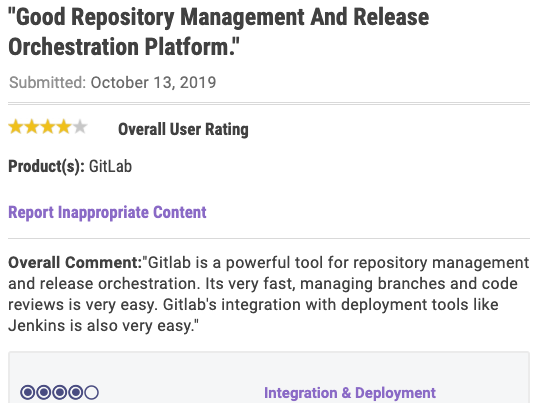 "Good Repository Management And Release
Orchestration Platform."
Submitted: October 13, 2019
Overall User Rating
Product(s): GitLab
Report Inappropriate Content
Overall Comment:"Gitlab is a powerful tool for repository management
and release orchestration. Its very fast, managing branches and code
reviews is very easy. Gitlab's integration with deployment tools like
Jenkins is also very easy."
Integration & Deployment